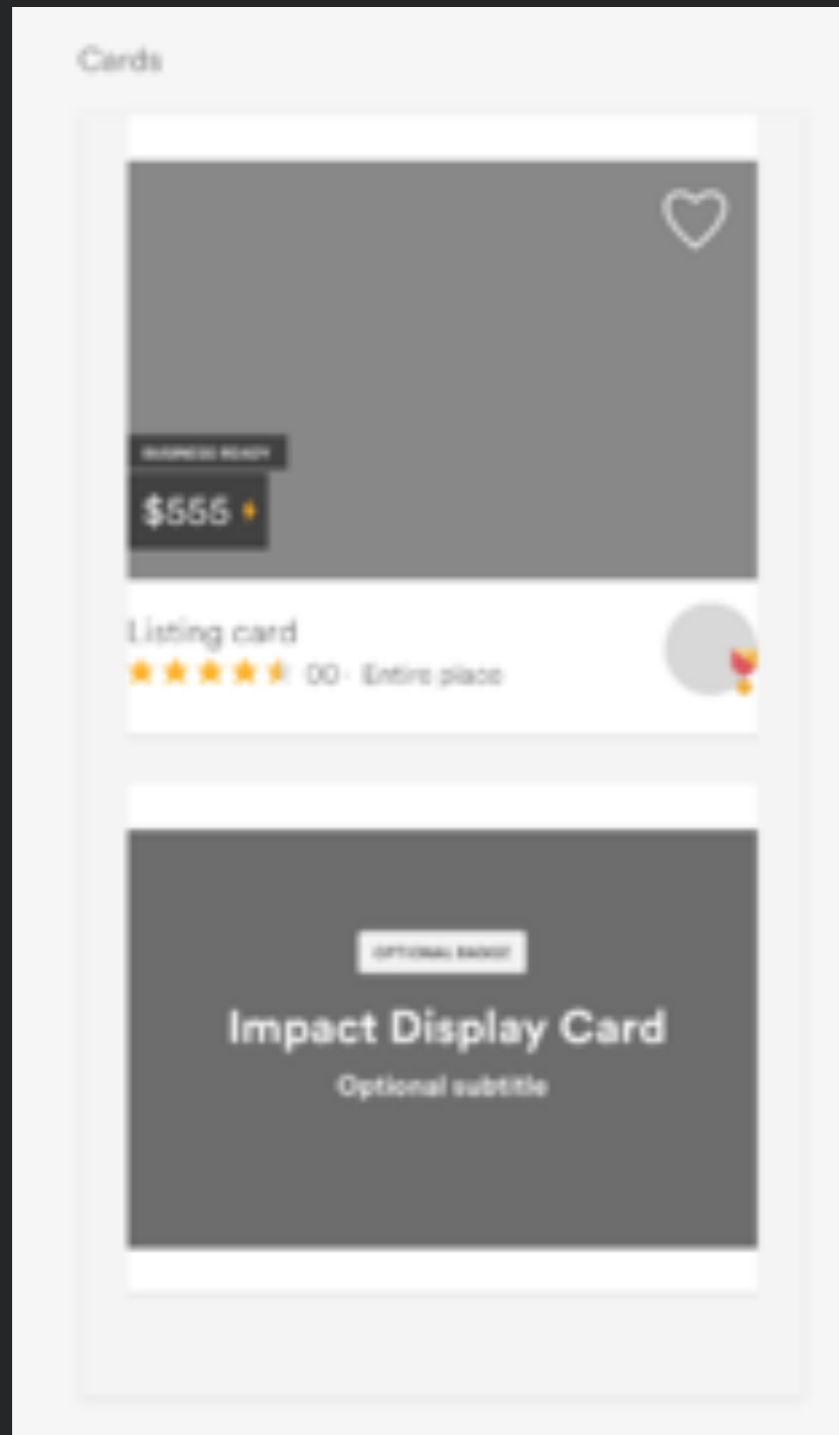 Cards
BUSINESS READY
$555
Listing card
00 · Entire place
OPTIONAL BADGE
Impact Display Card
Optional subtitle